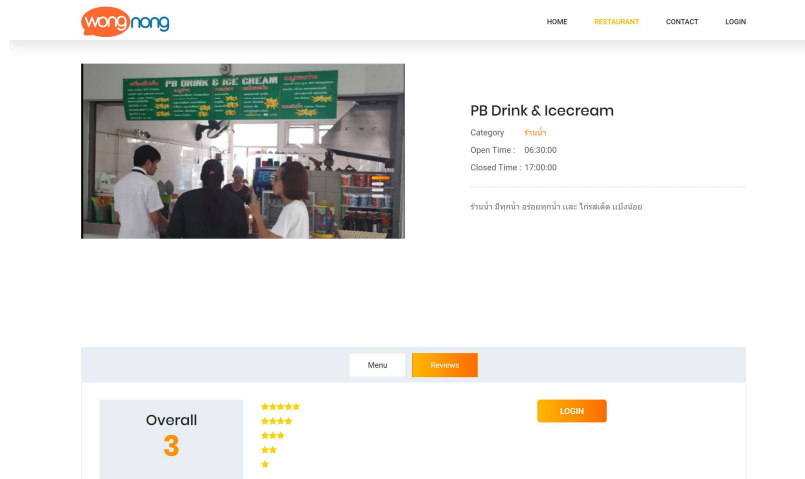 wongnong
HOME RESTAURANT CONTACT LOGIN
PB DRINK & ICE CREAM
PB Drink & Icecream
Category ร้านน้ำ
Open Time : 06:30:00
Closed Time : 17:00:00
ร้านน้ำ มีทุกน้ำ อร่อยทุกน้ำ และ ไก่รสเด็ด แป้งน้อย
Menu Reviews
Overall
3
LOGIN